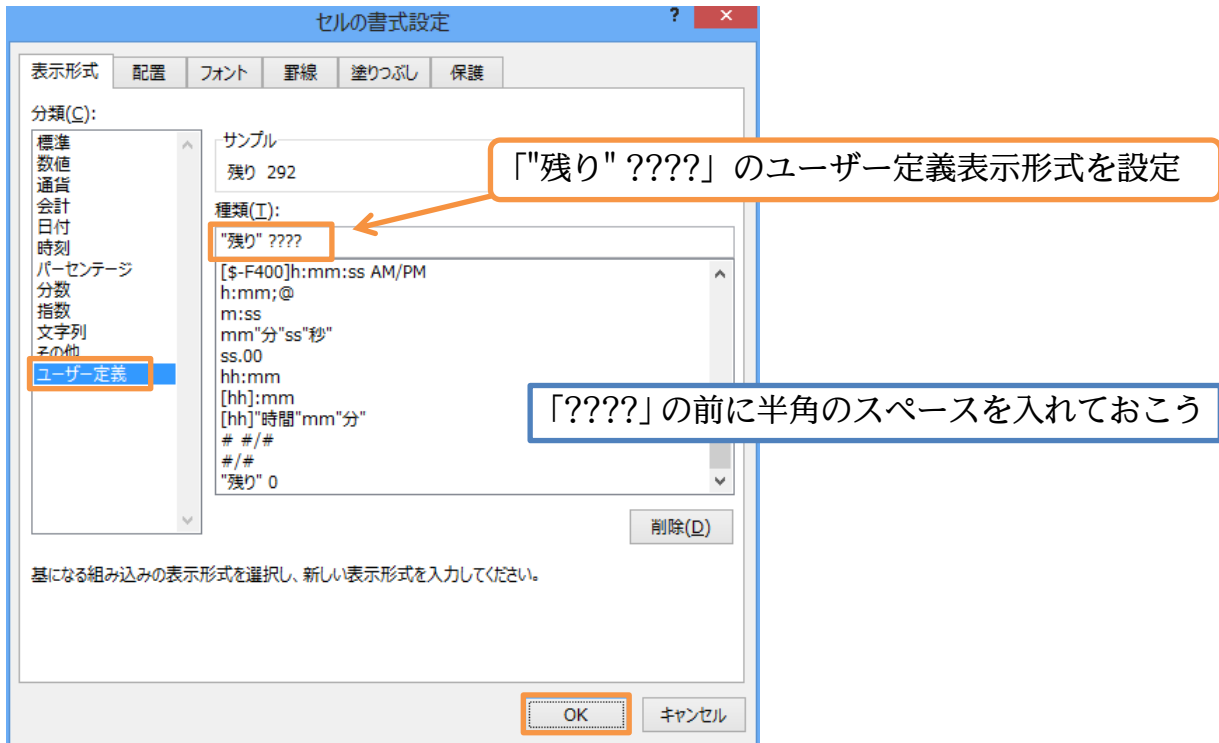 セルの書式設定
? ×
表示形式 配置 フォント 罫線 塗りつぶし 保護
分類(C):
標準
数値
通貨
会計
日付
時刻
パーセンテージ
分数
指数
文字列
その他
ユーザー定義
サンプル
残り 292
種類(T):
"残り" ????
[$-F400]h:mm:ss AM/PM
h:mm;@
m:ss
mm"分"ss"秒"
ss.00
hh:mm
[hh]:mm
[hh]"時間"mm"分"
# #/#
#/#
"残り" 0
「"残り" ????」のユーザー定義表示形式を設定
「????」の前に半角のスペースを入れておこう
削除(D)
基になる組み込みの表示形式を選択し、新しい表示形式を入力してください。
OK キャンセル